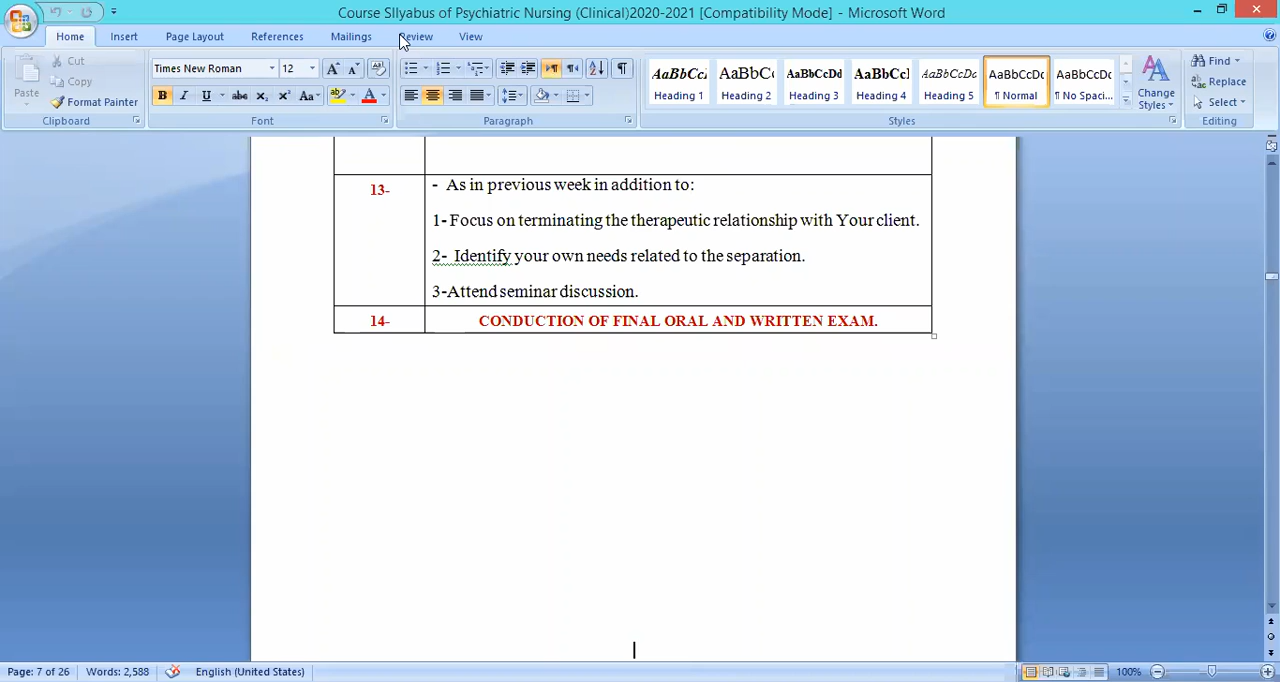 Course Sllyabus of Psychiatric Nursing (Clinical)2020-2021 [Compatibility Mode] - Microsoft Word
Home Insert Page Layout References Mailings Review View
Paste Cut Copy Format Painter
Clipboard
Times New Roman 12
Font
Paragraph
AaBbCc AaBbC AaBbCcDd AaBbCc AaBbCcDc AaBbCcDc AaBbCcDc
Heading 1 Heading 2 Heading 3 Heading 4 Heading 5 ¶ Normal ¶ No Spaci...
Change Styles
Styles
Find Replace Select
Editing
13-
- As in previous week in addition to:
1- Focus on terminating the therapeutic relationship with Your client.
2- Identify your own needs related to the separation.
3-Attend seminar discussion.
14- CONDUCTION OF FINAL ORAL AND WRITTEN EXAM.
Page: 7 of 26 Words: 2,588 English (United States) 100%